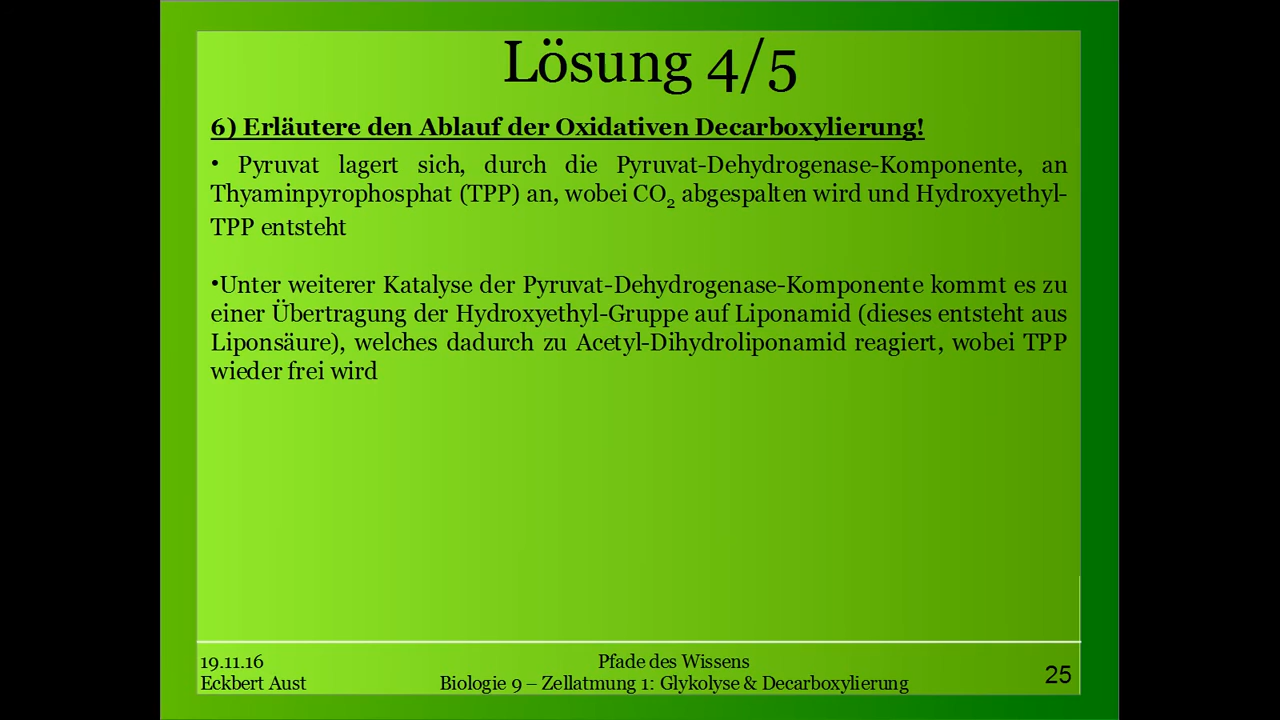 Lösung 4/5
6) Erläutere den Ablauf der Oxidativen Decarboxylierung!
• Pyruvat lagert sich, durch die Pyruvat-Dehydrogenase-Komponente, an
Thyaminpyrophosphat (TPP) an, wobei CO₂ abgespalten wird und Hydroxyethyl-
TPP entsteht
•Unter weiterer Katalyse der Pyruvat-Dehydrogenase-Komponente kommt es zu
einer Übertragung der Hydroxyethyl-Gruppe auf Liponamid (dieses entsteht aus
Liponsäure), welches dadurch zu Acetyl-Dihydroliponamid reagiert, wobei TPP
wieder frei wird
19.11.16
Eckbert Aust
Pfade des Wissens
Biologie 9 – Zellatmung 1: Glykolyse & Decarboxylierung
25